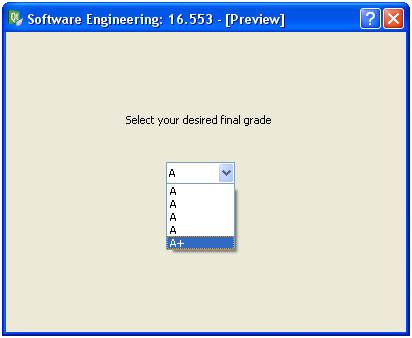 Software Engineering: 16.553 - [Preview]
Select your desired final grade
A
A
A
A
A
A+